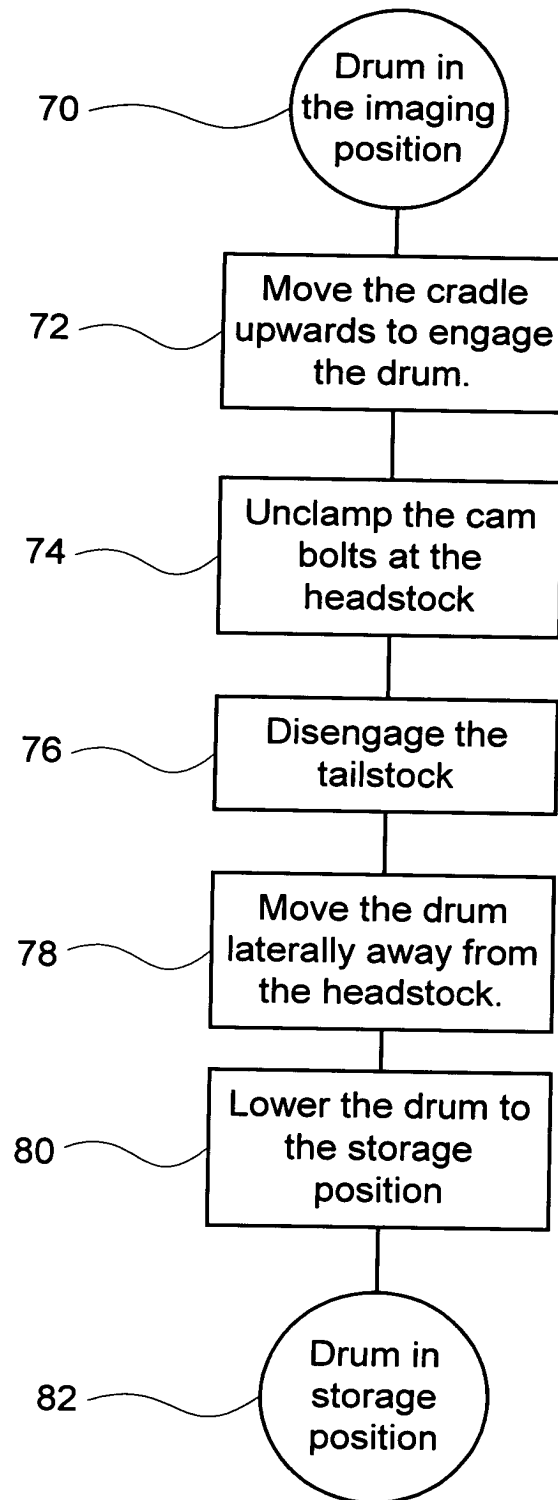 70
Drum in
the imaging
position
72
Move the cradle
upwards to engage
the drum.
74
Unclamp the cam
bolts at the
headstock
76
Disengage the
tailstock
78
Move the drum
laterally away from
the headstock.
80
Lower the drum to
the storage
position
82
Drum in
storage
position